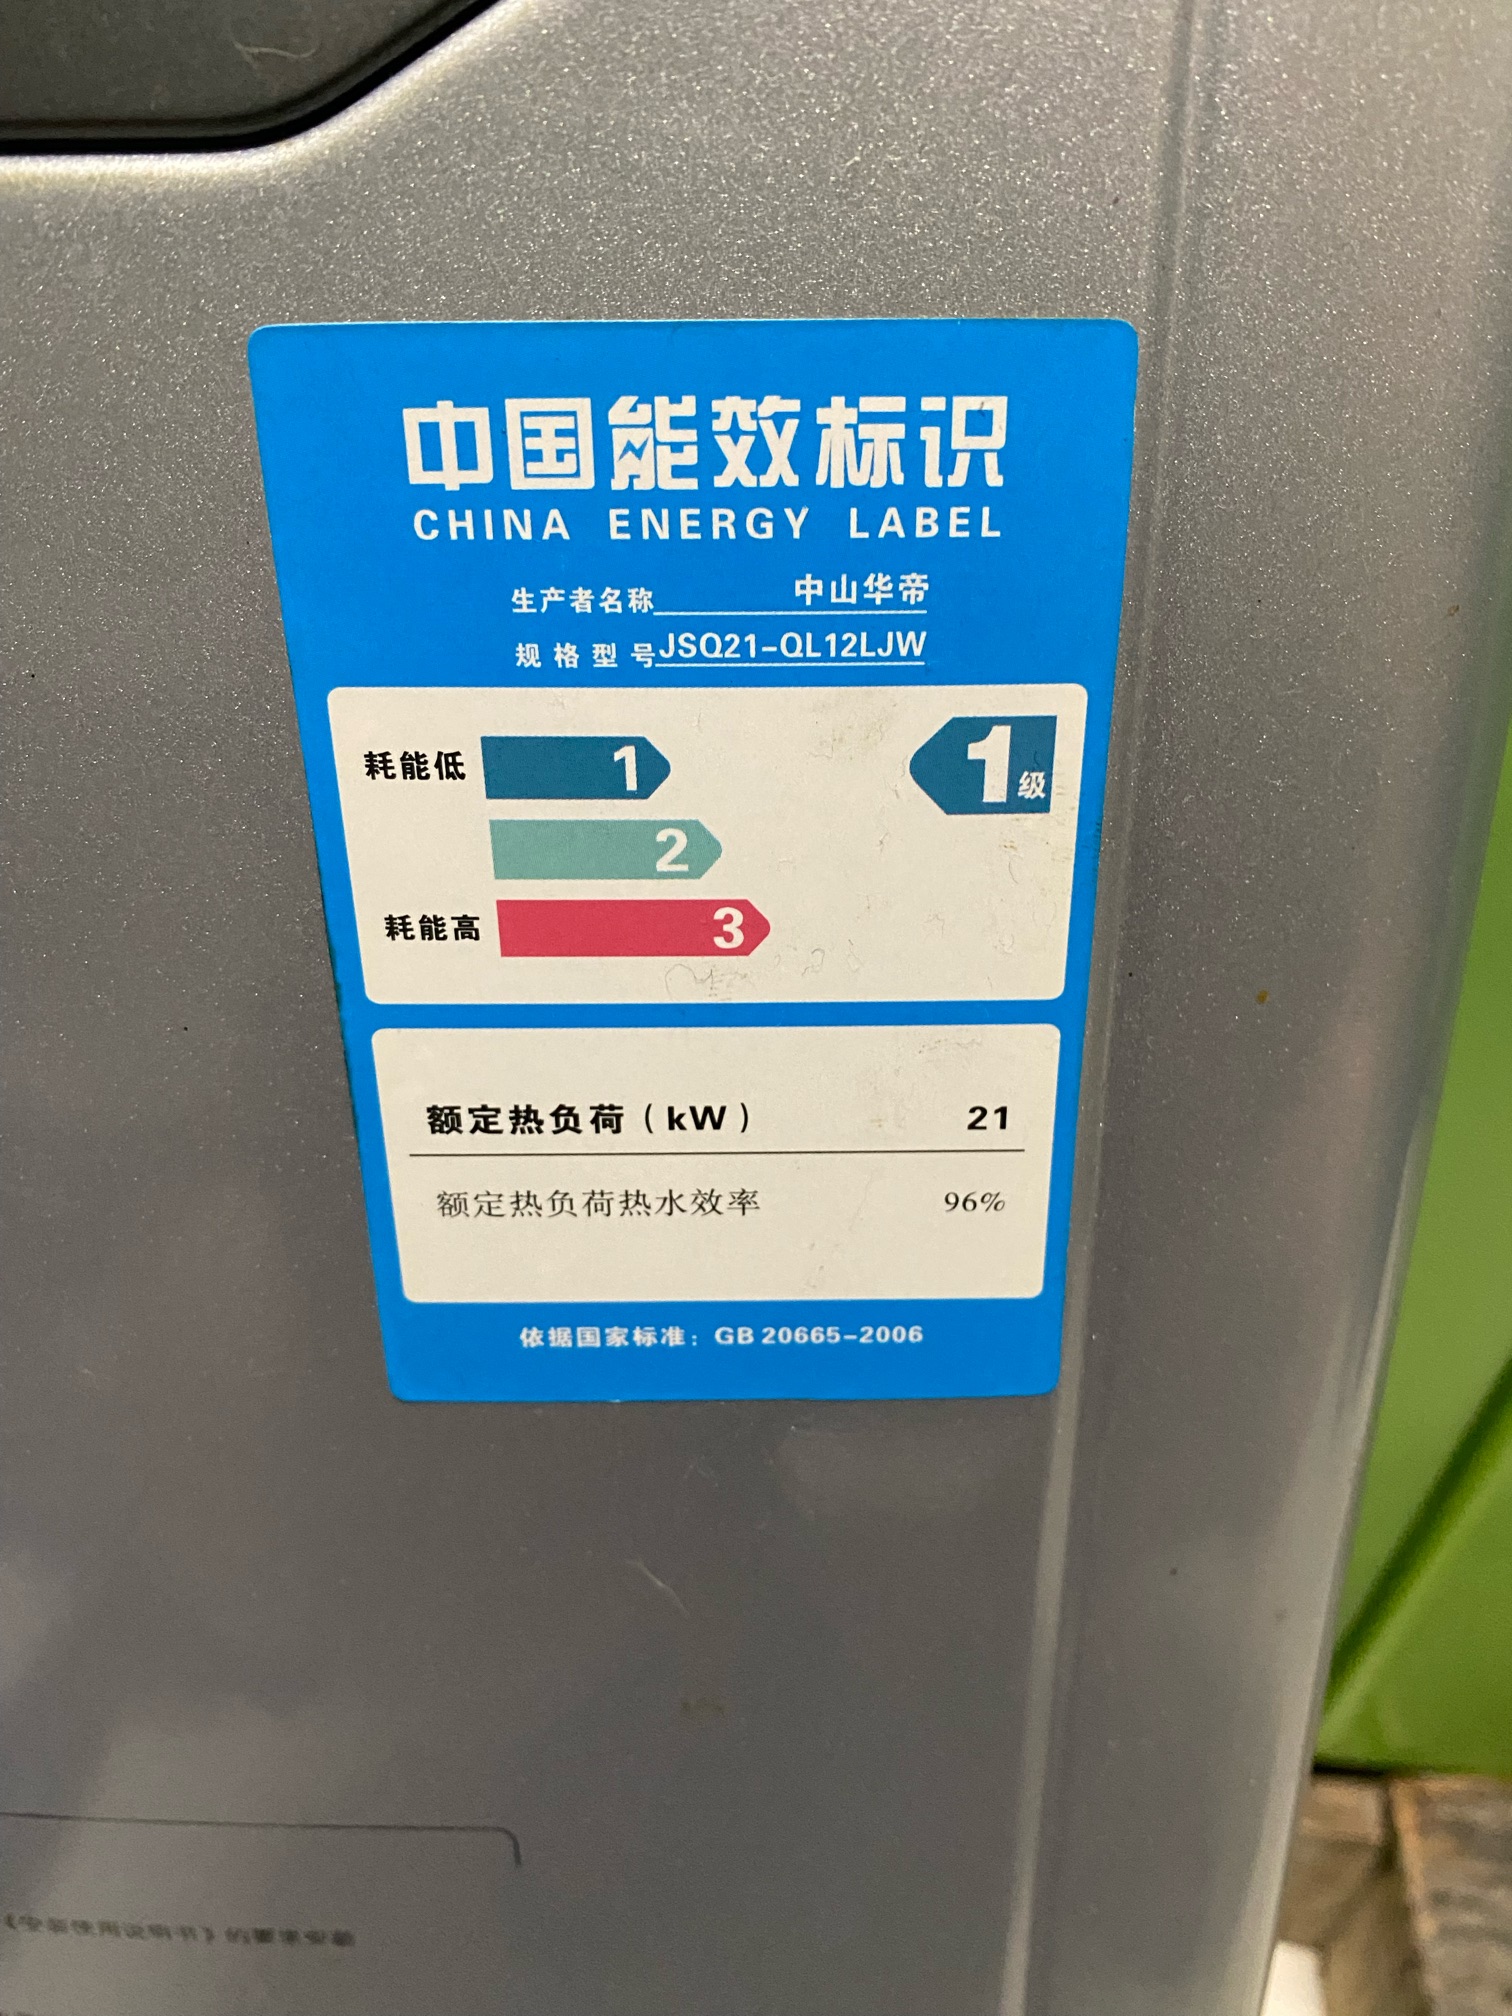 中国能效标识
CHINA ENERGY LABEL
生产者名称 中山华帝
规格型号 JSQ21-QL12LJW
耗能低 1 1级
2
耗能高 3
额定热负荷(kW) 21
额定热负荷热水效率 96%
依据国家标准: GB 20665-2006